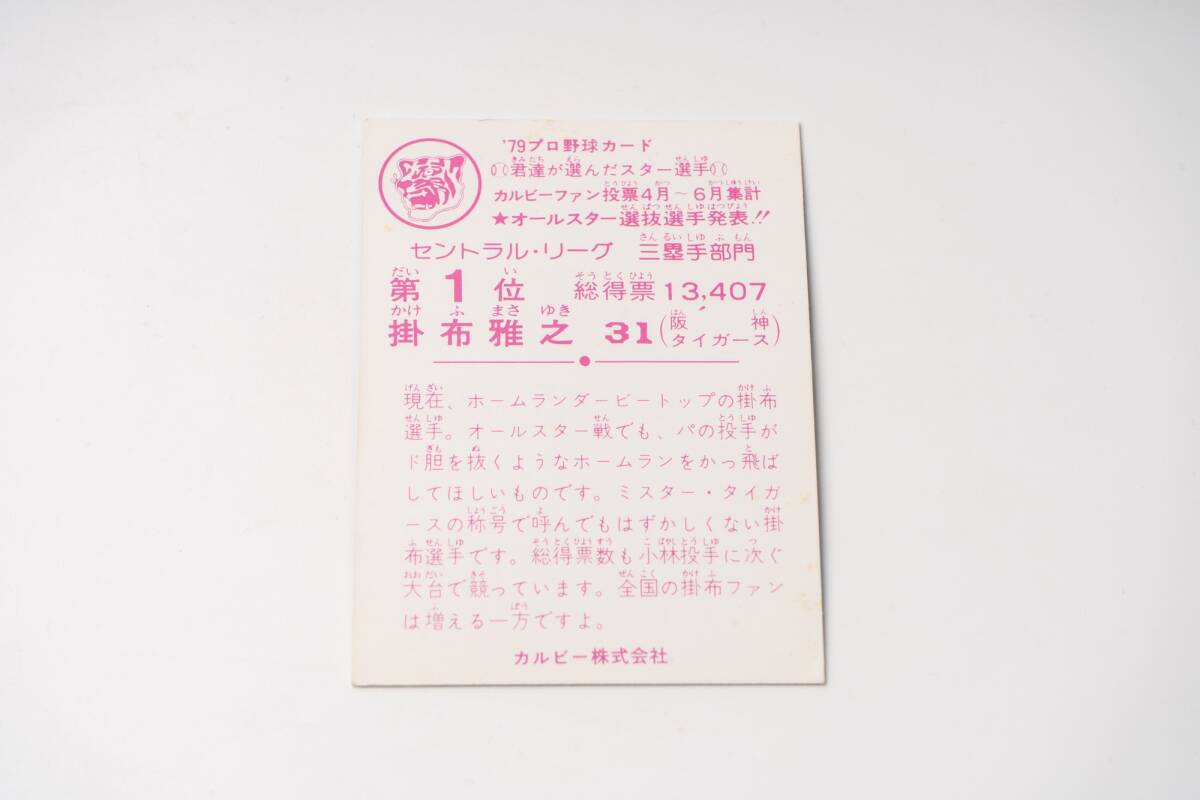 '79プロ野球カード
君達が選んだスター選手
カルビーファン投票4月～6月集計
★オールスター選抜選手発表!!
セントラル・リーグ 三塁手部門
第1位 総得票13,407
掛布雅之 31(阪神タイガース)
現在、ホームランダービートップの掛布
選手。オールスター戦でも、パの投手が
ド胆を抜くようなホームランをかっ飛ば
してほしいものです。ミスター・タイガ
ースの称号で呼んでもはずかしくない掛
布選手です。総得票数も小林投手に次ぐ
大台で競っています。全国の掛布ファン
は増える一方ですよ。
カルビー株式会社